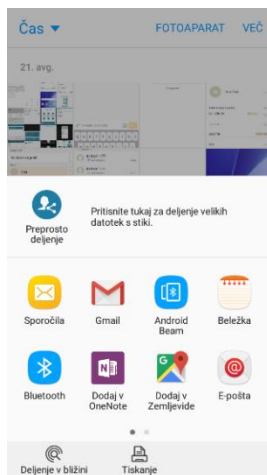 Čas
FOTOAPARAT VEČ
21. avg.
Preprosto
deljenje
Pritisnite tukaj za deljenje velikih
datotek s stiki.
Sporočila
Gmail
Android
Beam
Beležka
Bluetooth
Dodaj v
OneNote
Dodaj v
Zemljevide
E-pošta
Deljenje v bližini
Tiskanje